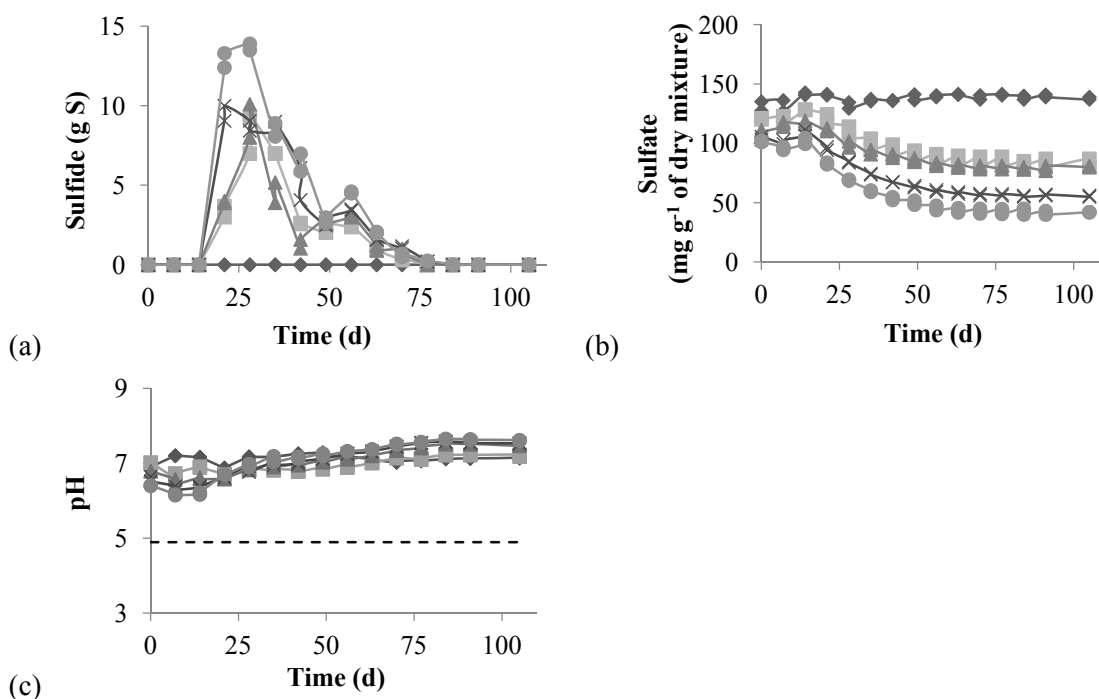 15
10
5
0
Sulfide (g S)
0 25 50 75 100
Time (d)
(a)
200
150
100
50
0
Sulfate
(mg g⁻¹ of dry mixture)
0 25 50 75 100
Time (d)
(b)
9
7
5
3
pH
0 25 50 75 100
Time (d)
(c)